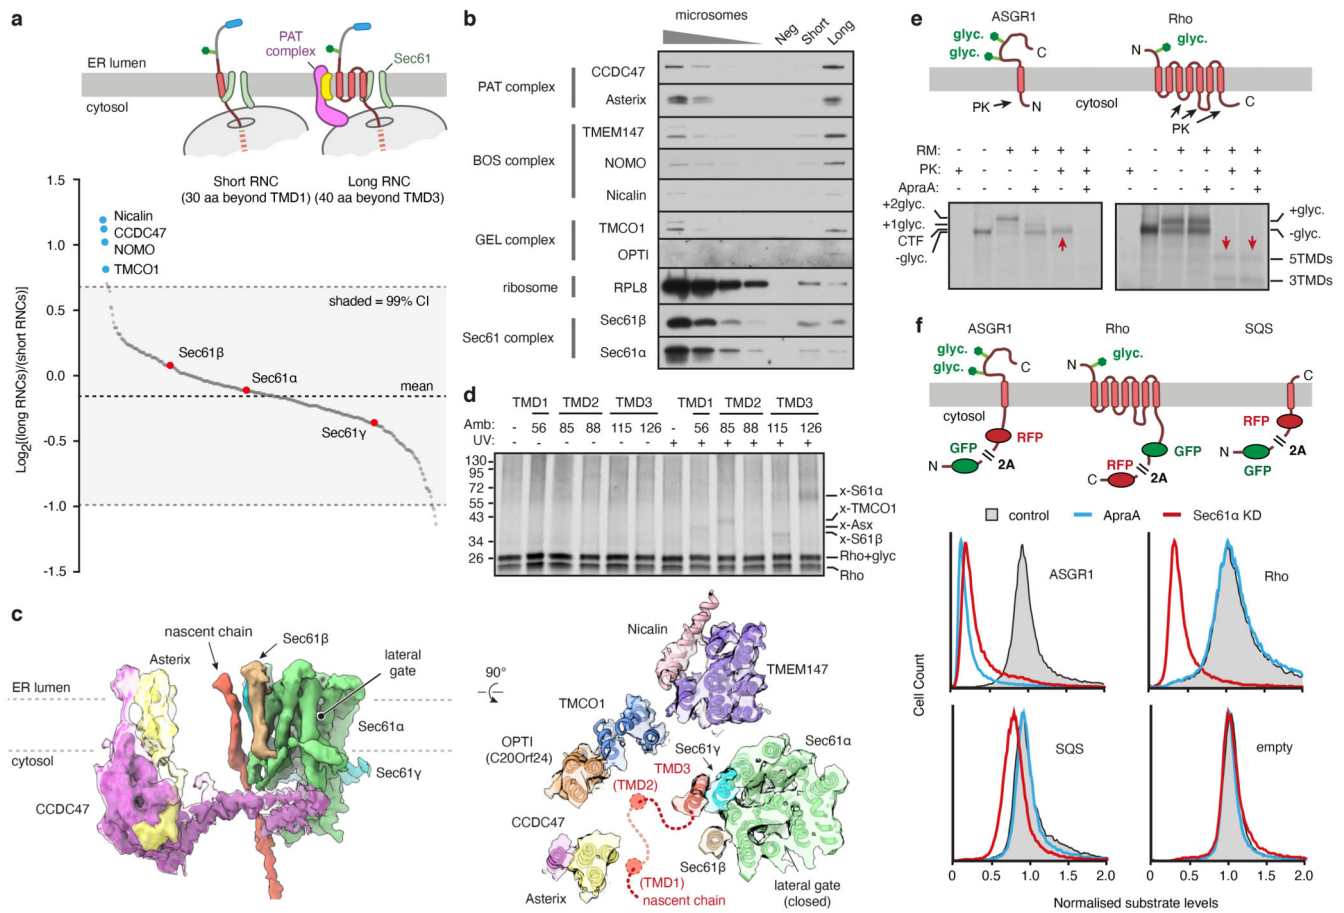 a
PAT
complex
Sec61
ER lumen
cytosol
Short RNC
(30 aa beyond TMD1)
Long RNC
(40 aa beyond TMD3)
1.5
1.0
0.5
0.0
-0.5
-1.0
-1.5
Log2[(long RNCs)/(short RNCs)]
Nicalin
CCDC47
NOMO
TMCO1
shaded = 99% CI
Sec61β
Sec61α
mean
Sec61γ
b
microsomes
Neg
Short
Long
PAT complex
CCDC47
Asterix
BOS complex
TMEM147
NOMO
Nicalin
GEL complex
TMCO1
OPTI
ribosome
RPL8
Sec61 complex
Sec61β
Sec61α
c
nascent chain
Sec61β
Asterix
lateral
gate
ER lumen
Sec61α
cytosol
Sec61γ
CCDC47
90°
Nicalin
TMEM147
TMCO1
OPTI
(C20Orf24)
Sec61γ
Sec61α
TMD3
(TMD2)
CCDC47
Asterix
(TMD1)
nascent chain
Sec61β
lateral gate
(closed)
d
TMD1 TMD2 TMD3 TMD1 TMD2 TMD3
Amb: - 56 85 88 115 126 - 56 85 88 115 126
UV: - - - - - - + + + + + +
130
95
72
55
43
34
26
x-S61α
x-TMCO1
x-Asx
x-S61β
Rho+glyc
Rho
e
ASGR1
Rho
glyc.
glyc.
C
N
PK
cytosol
N
glyc.
C
PK
RM: - - + + + + - - + + + +
PK: + - - - + + + - - - + +
ApraA: - - - + - + - - - + - +
+2glyc.
+1glyc.
CTF
-glyc.
+glyc.
-glyc.
5TMDs
3TMDs
f
ASGR1
Rho
SQS
glyc.
glyc.
C
cytosol
RFP
GFP
N
2A
N
glyc.
GFP
RFP
C
2A
C
RFP
N
GFP
2A
control
ApraA
Sec61α KD
ASGR1
Rho
SQS
empty
Cell Count
0 0.5 1.0 1.5 2.0
0 0.5 1.0 1.5 2.0
Normalised substrate levels